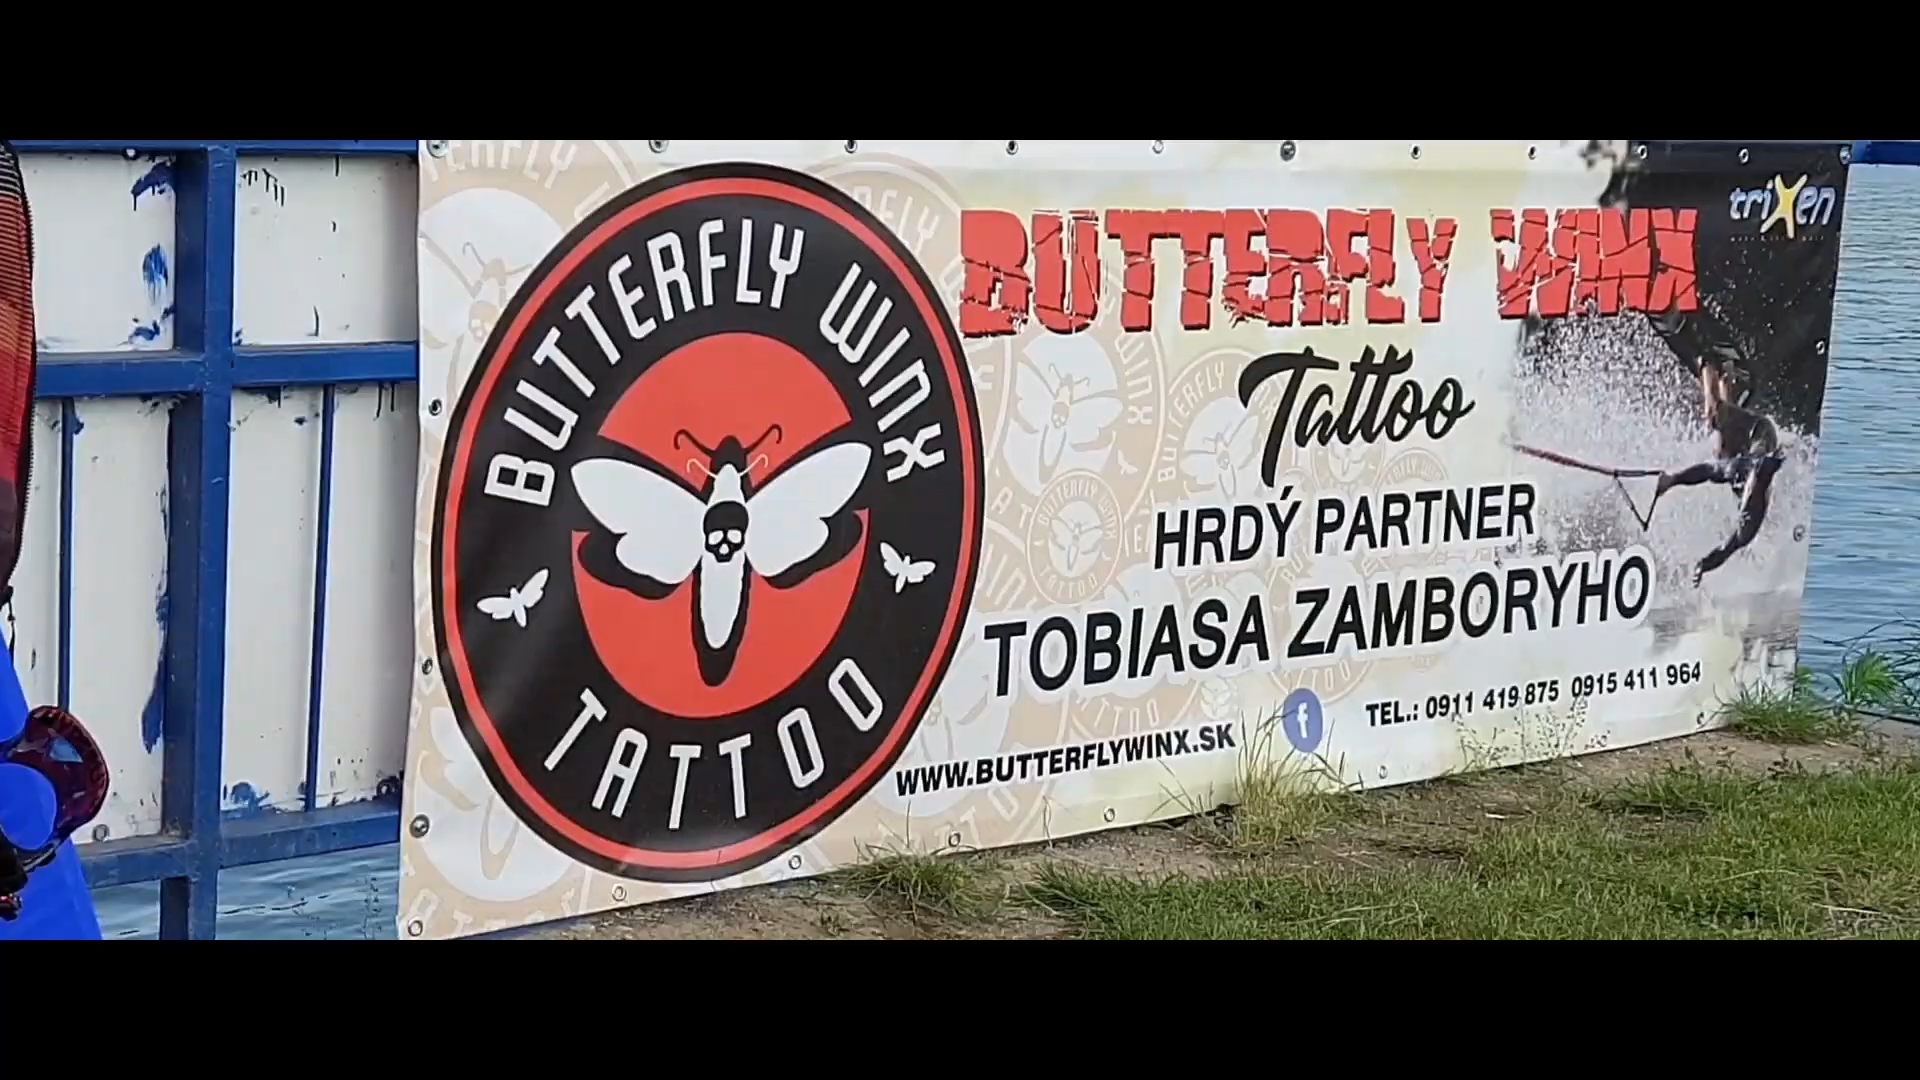 BUTTERFLY WINX
TATTOO
BUTTERFLY WINX
Tattoo
HRDÝ PARTNER
TOBIASA ZAMBORYHO
WWW.BUTTERFLYWINX.SK
f
TEL.: 0911 419 875 0915 411 964
triXen